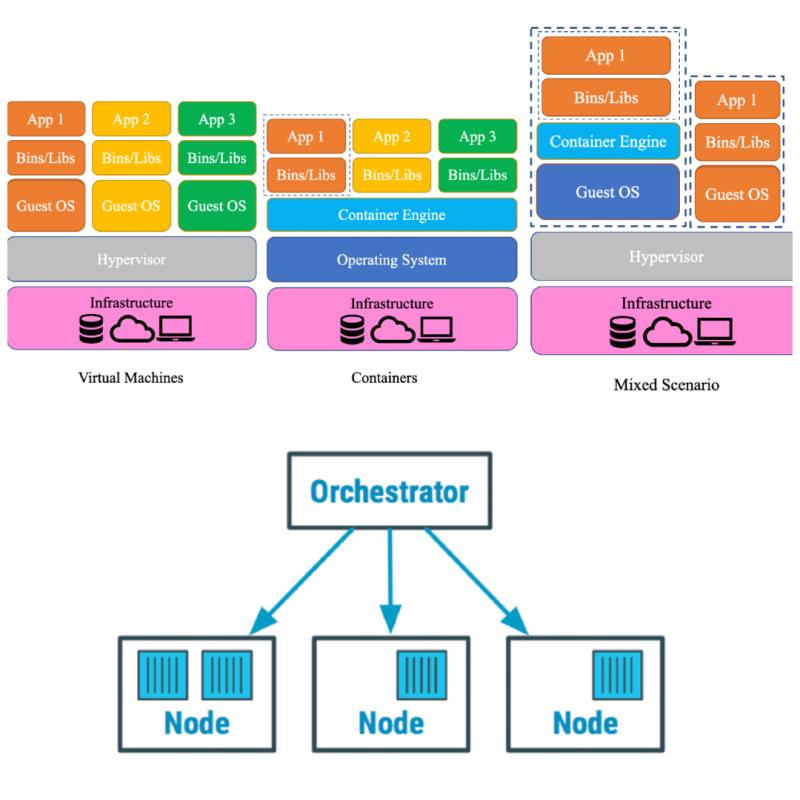 App 1
Bins/Libs
Guest OS
App 2
Bins/Libs
Guest OS
App 3
Bins/Libs
Guest OS
Hypervisor
Infrastructure
Virtual Machines
App 1
Bins/Libs
App 2
Bins/Libs
App 3
Bins/Libs
Container Engine
Operating System
Infrastructure
Containers
App 1
Bins/Libs
Container Engine
Guest OS
App 1
Bins/Libs
Guest OS
Hypervisor
Infrastructure
Mixed Scenario
Orchestrator
Node
Node
Node